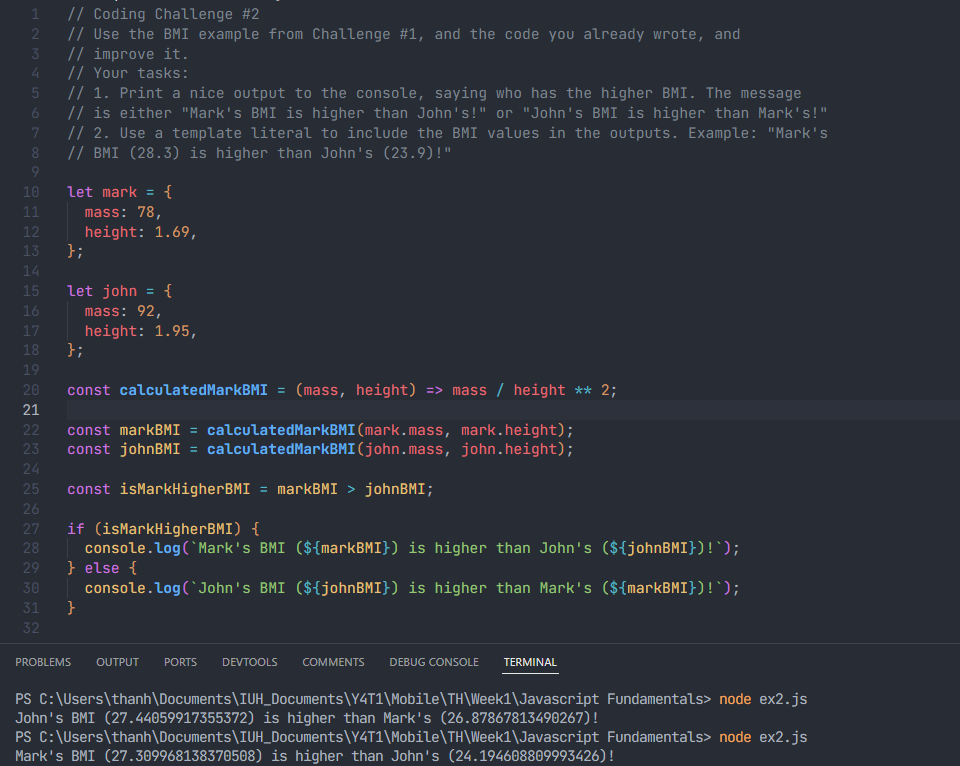 1 // Coding Challenge #2
2 // Use the BMI example from Challenge #1, and the code you already wrote, and
3 // improve it.
4 // Your tasks:
5 // 1. Print a nice output to the console, saying who has the higher BMI. The message
6 // is either "Mark's BMI is higher than John's!" or "John's BMI is higher than Mark's!"
7 // 2. Use a template literal to include the BMI values in the outputs. Example: "Mark's
8 // BMI (28.3) is higher than John's (23.9)!"
9
10 let mark = {
11   mass: 78,
12   height: 1.69,
13 };
14
15 let john = {
16   mass: 92,
17   height: 1.95,
18 };
19
20 const calculatedMarkBMI = (mass, height) => mass / height ** 2;
21
22 const markBMI = calculatedMarkBMI(mark.mass, mark.height);
23 const johnBMI = calculatedMarkBMI(john.mass, john.height);
24
25 const isMarkHigherBMI = markBMI > johnBMI;
26
27 if (isMarkHigherBMI) {
28   console.log(`Mark's BMI (${markBMI}) is higher than John's (${johnBMI})!`);
29 } else {
30   console.log(`John's BMI (${johnBMI}) is higher than Mark's (${markBMI})!`);
31 }
32
PROBLEMS OUTPUT PORTS DEVTOOLS COMMENTS DEBUG CONSOLE TERMINAL
PS C:\Users\thanh\Documents\IUH_Documents\Y4T1\Mobile\TH\Week1\Javascript Fundamentals> node ex2.js
John's BMI (27.44059917355372) is higher than Mark's (26.87867813490267)!
PS C:\Users\thanh\Documents\IUH_Documents\Y4T1\Mobile\TH\Week1\Javascript Fundamentals> node ex2.js
Mark's BMI (27.309968138370508) is higher than John's (24.194608809993426)!